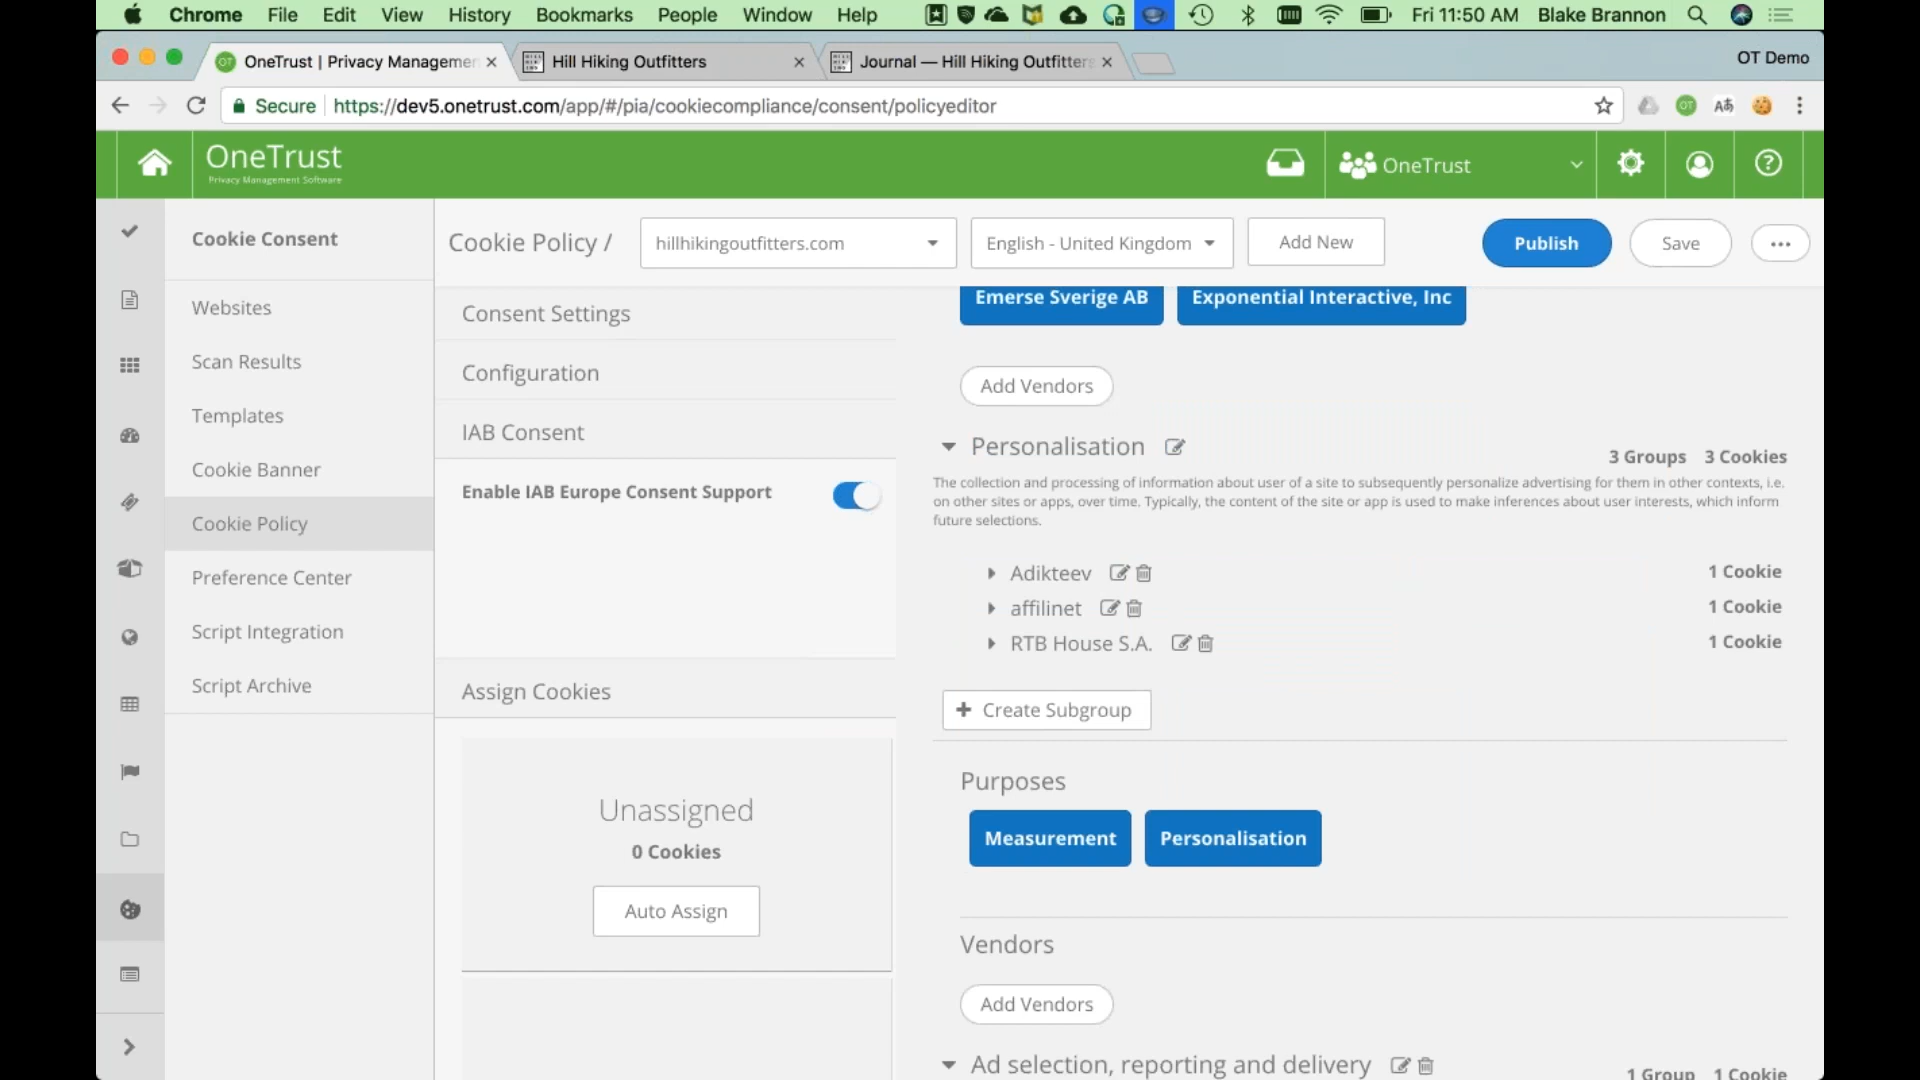 Chrome File Edit View History Bookmarks People Window Help Fri 11:50 AM Blake Brannon
OneTrust | Privacy Managemen
Hill Hiking Outfitters
Journal — Hill Hiking Outfitters
OT Demo
Secure https://dev5.onetrust.com/app/#/pia/cookiecompliance/consent/policyeditor
OneTrust
Privacy Management Software
OneTrust
Cookie Consent
Websites
Scan Results
Templates
Cookie Banner
Cookie Policy
Preference Center
Script Integration
Script Archive
Cookie Policy / hillhikingoutfitters.com English - United Kingdom Add New Publish Save
Consent Settings
Configuration
IAB Consent
Enable IAB Europe Consent Support
Assign Cookies
Unassigned
0 Cookies
Auto Assign
Emerse Sverige AB Exponential Interactive, Inc
Add Vendors
Personalisation
3 Groups 3 Cookies
The collection and processing of information about user of a site to subsequently personalize advertising for them in other contexts, i.e.
on other sites or apps, over time. Typically, the content of the site or app is used to make inferences about user interests, which inform
future selections.
Adikteev 1 Cookie
affilinet 1 Cookie
RTB House S.A. 1 Cookie
Create Subgroup
Purposes
Measurement Personalisation
Vendors
Add Vendors
Ad selection, reporting and delivery
1 Group 1 Cookie